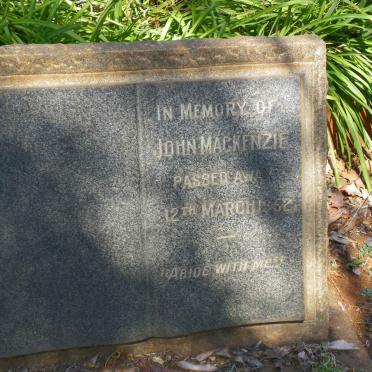 IN MEMORY OF
JOHN MACKENZIE
PASSED AWAY
12TH MARCH
"ABIDE WITH ME"